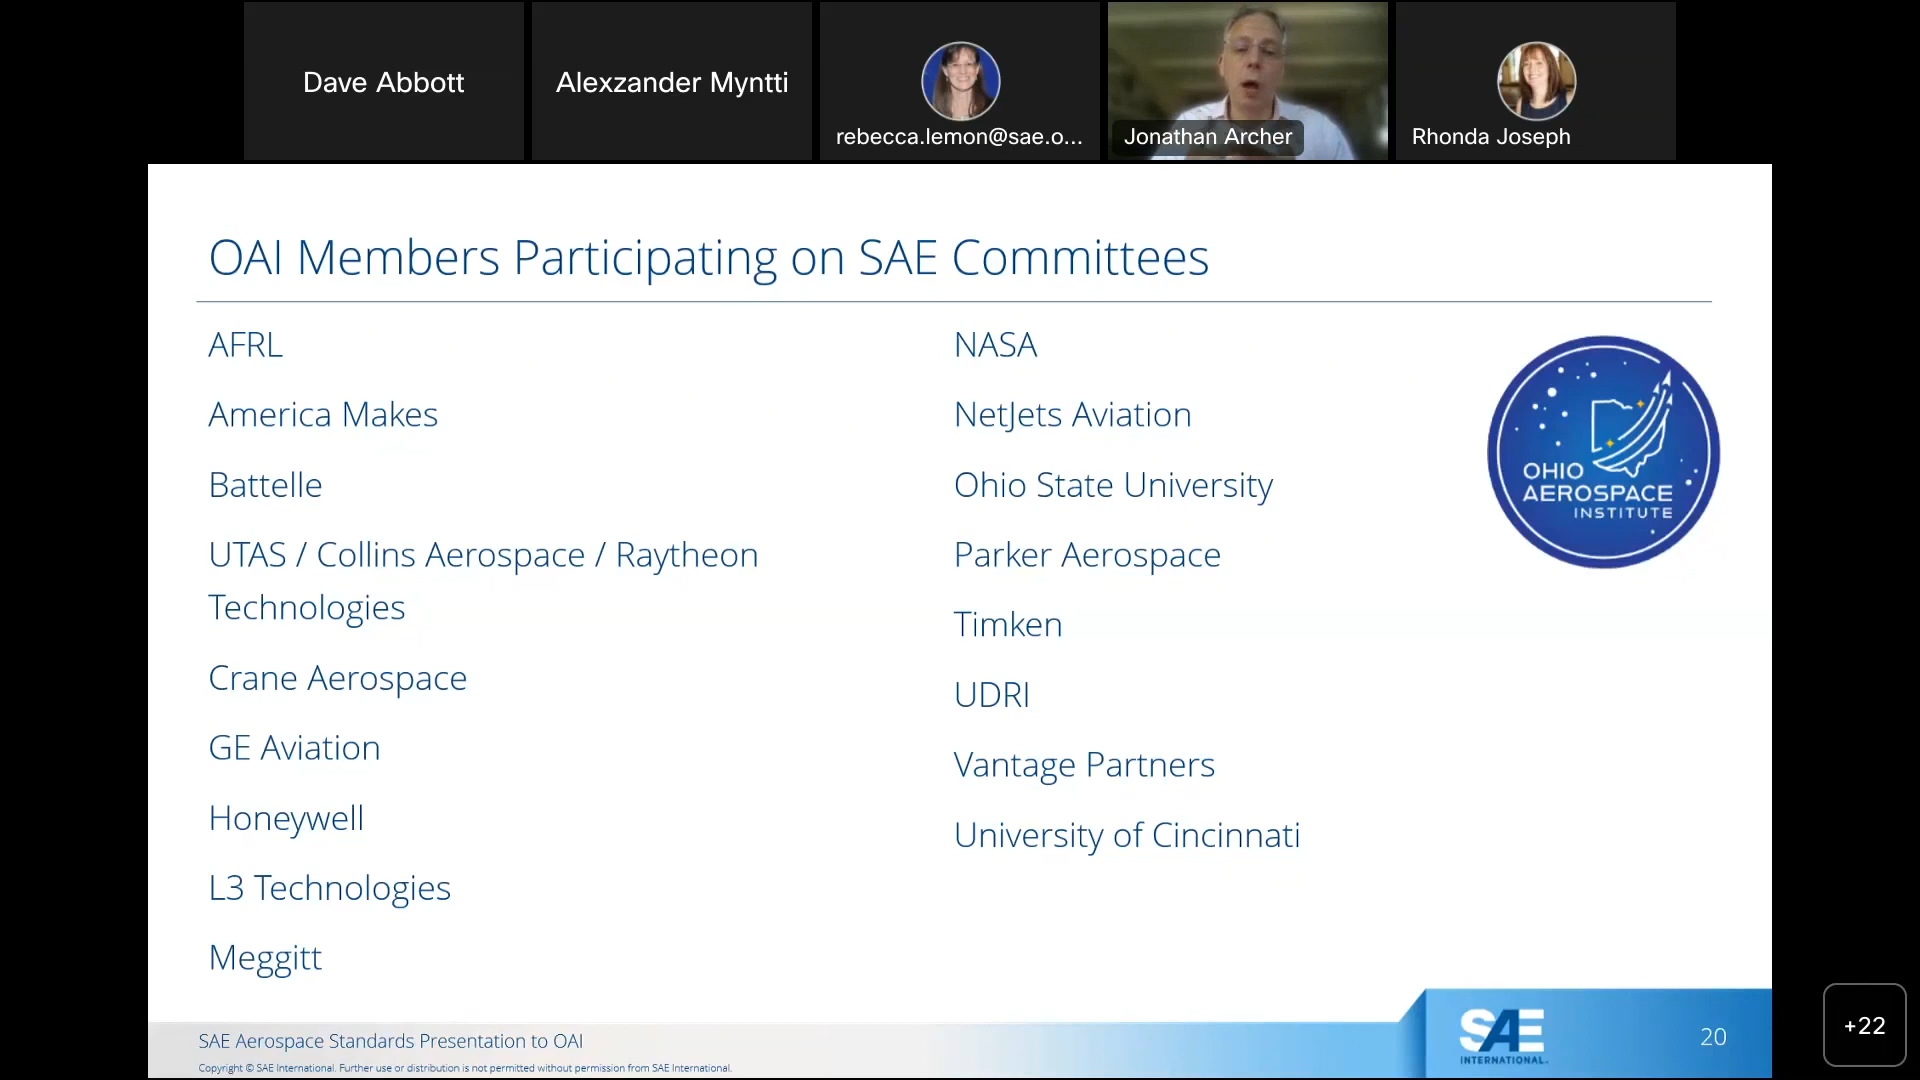 Dave Abbott
Alexzander Myntti
rebecca.lemon@sae.o...
Jonathan Archer
Rhonda Joseph
OAI Members Participating on SAE Committees
AFRL
America Makes
Battelle
UTAS / Collins Aerospace / Raytheon
Technologies
Crane Aerospace
GE Aviation
Honeywell
L3 Technologies
Meggitt
NASA
NetJets Aviation
Ohio State University
Parker Aerospace
Timken
UDRI
Vantage Partners
University of Cincinnati
OHIO
AEROSPACE
INSTITUTE
SAE Aerospace Standards Presentation to OAI
Copyright © SAE International. Further use or distribution is not permitted without permission from SAE International.
SAE
INTERNATIONAL.
20
+22